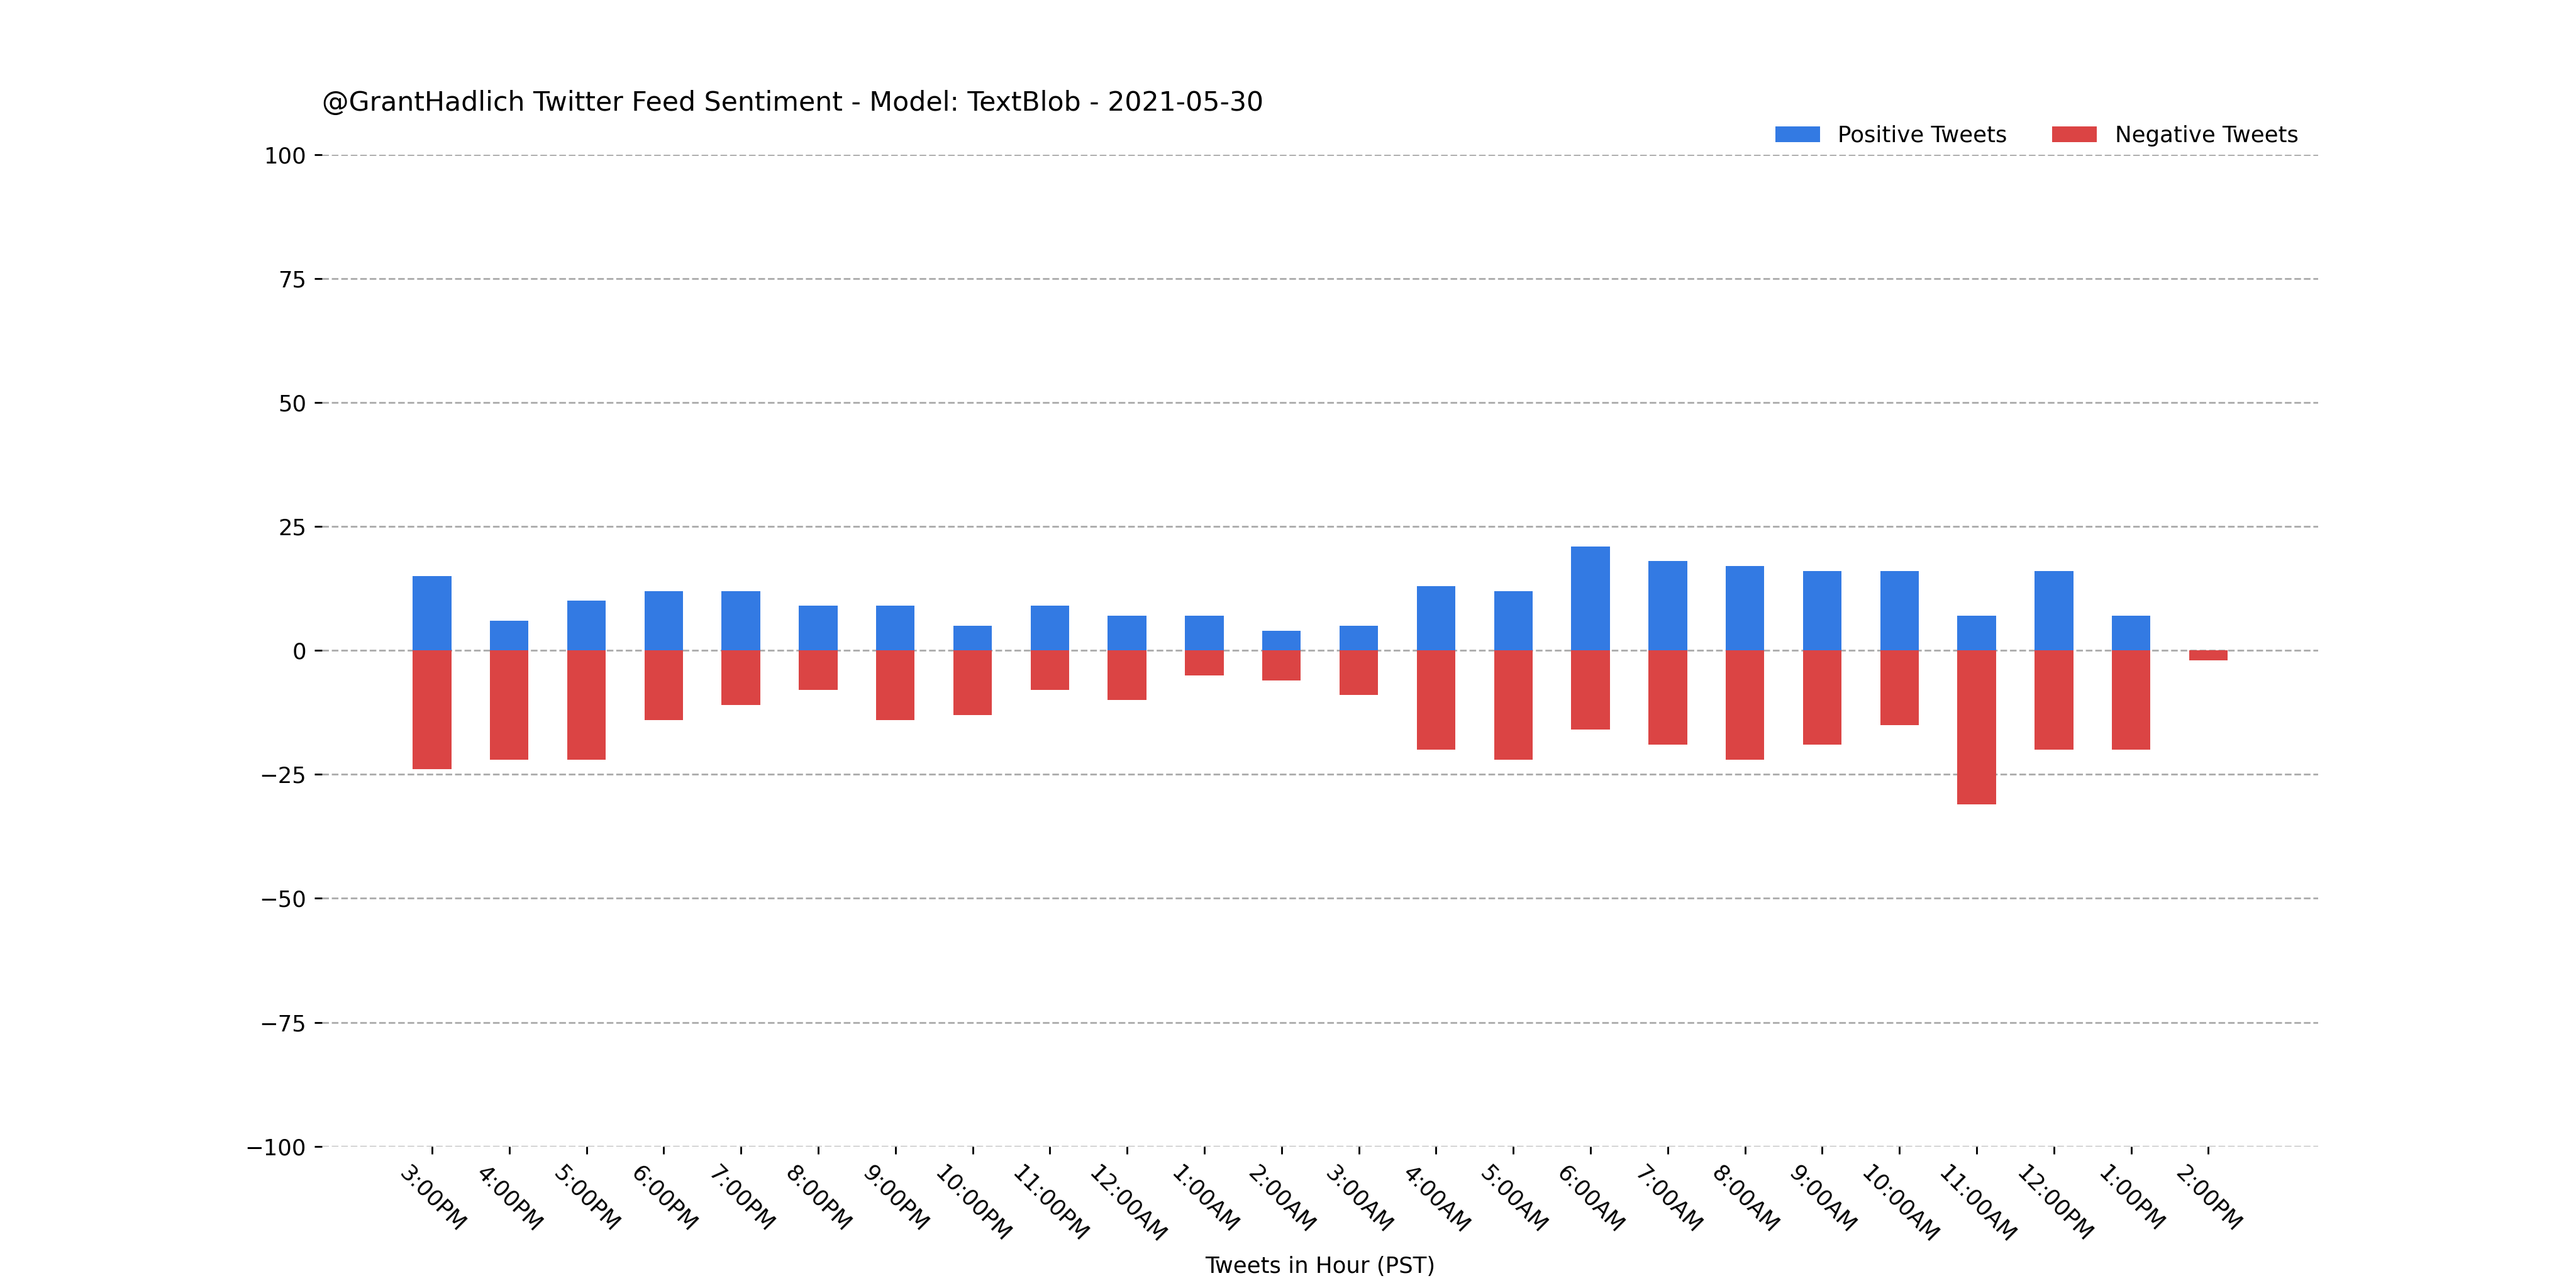 @GrantHadlich Twitter Feed Sentiment - Model: TextBlob - 2021-05-30
Positive Tweets
Negative Tweets
100
75
50
25
0
−25
−50
−75
−100
3:00PM
4:00PM
5:00PM
6:00PM
7:00PM
8:00PM
9:00PM
10:00PM
11:00PM
12:00AM
1:00AM
2:00AM
3:00AM
4:00AM
5:00AM
6:00AM
7:00AM
8:00AM
9:00AM
10:00AM
11:00AM
12:00PM
1:00PM
2:00PM
Tweets in Hour (PST)